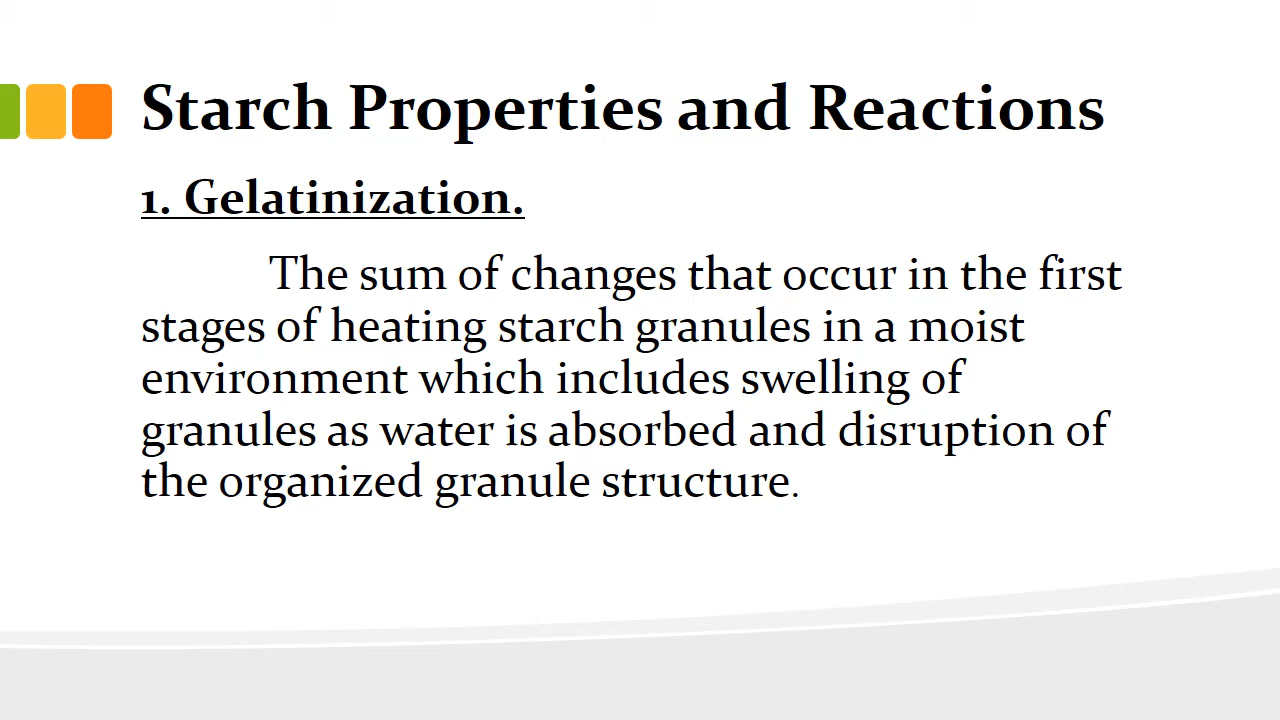 Starch Properties and Reactions
1. Gelatinization.
The sum of changes that occur in the first
stages of heating starch granules in a moist
environment which includes swelling of
granules as water is absorbed and disruption of
the organized granule structure.